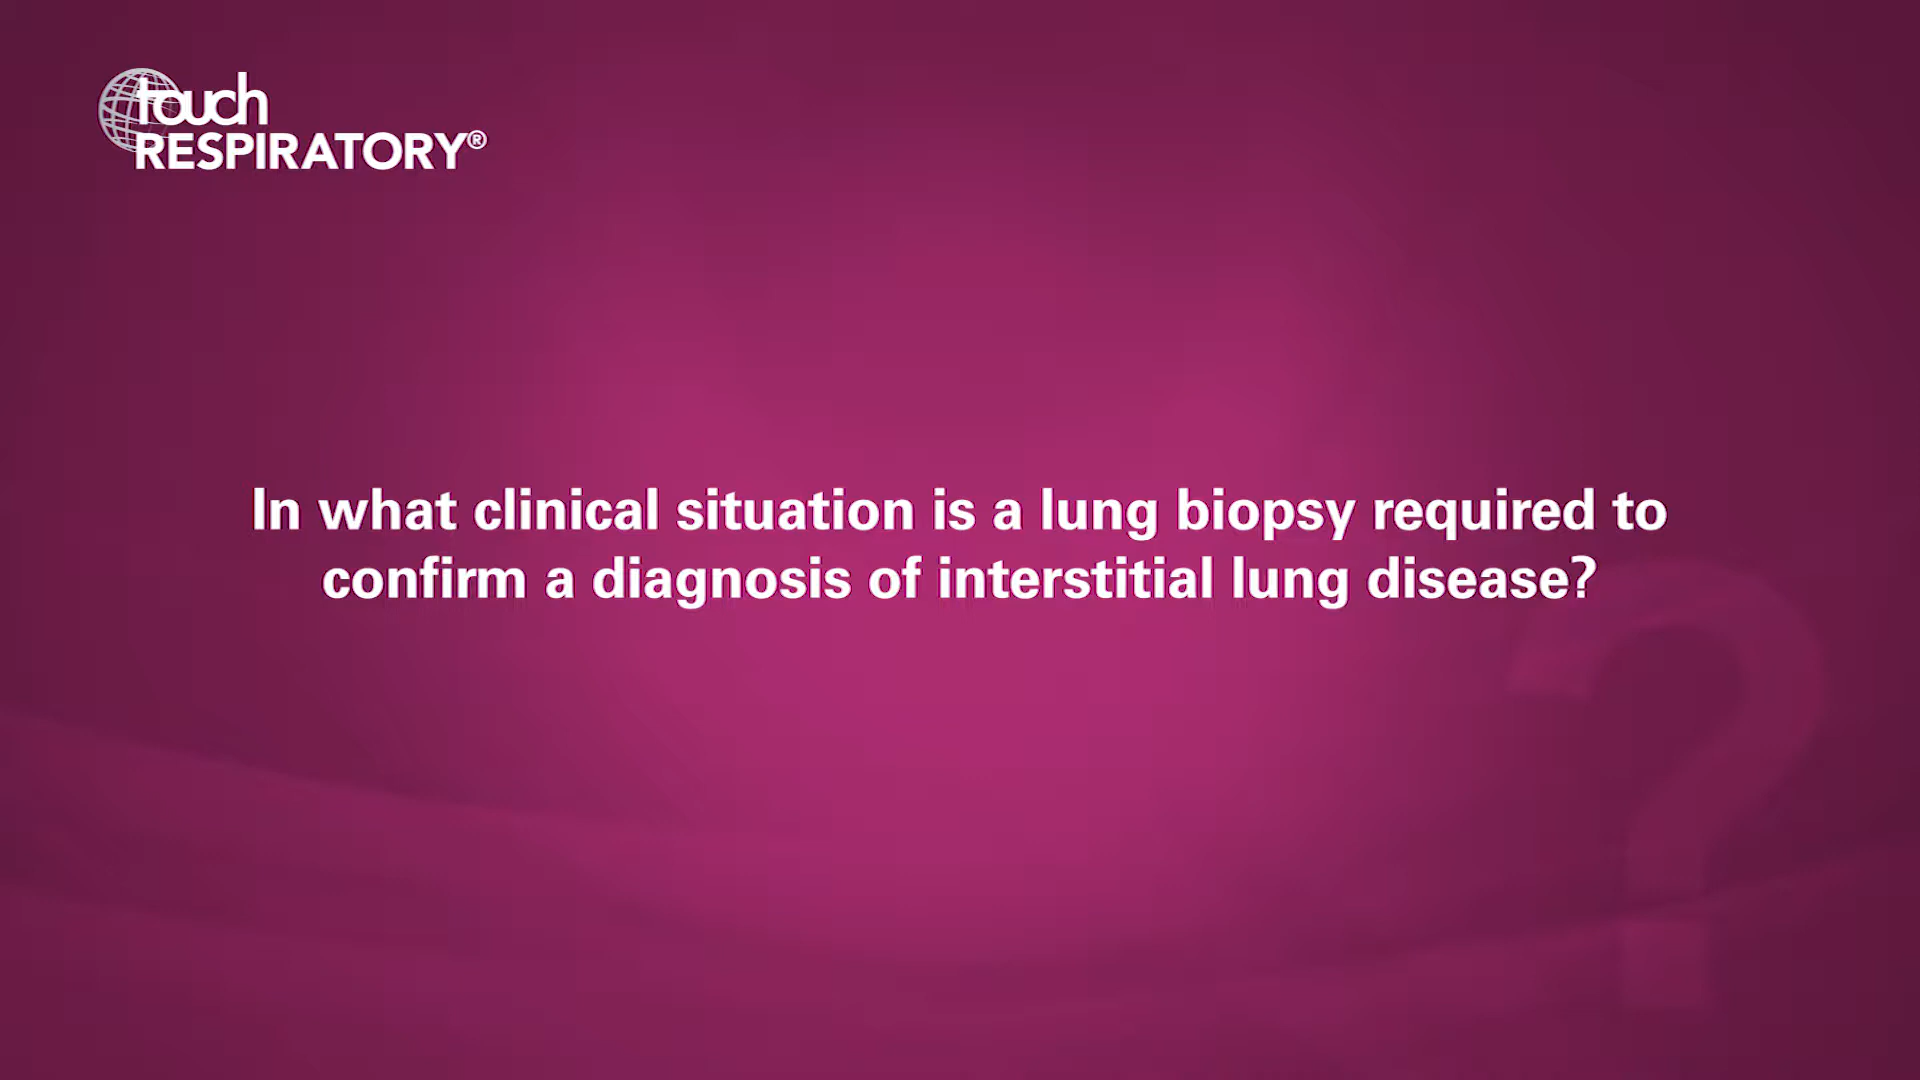 touch
RESPIRATORY®
In what clinical situation is a lung biopsy required to
confirm a diagnosis of interstitial lung disease?
?